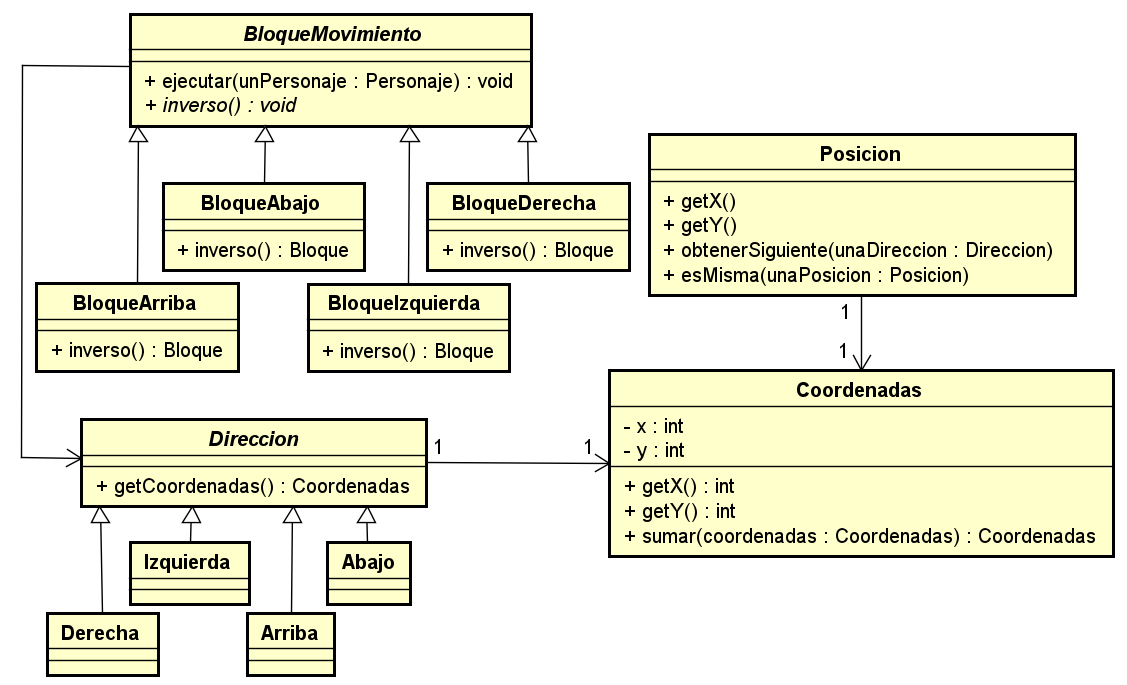 BloqueMovimiento
+ ejecutar(unPersonaje : Personaje) : void
+ inverso() : void
BloqueAbajo
+ inverso() : Bloque
BloqueDerecha
+ inverso() : Bloque
BloqueArriba
+ inverso() : Bloque
BloqueIzquierda
+ inverso() : Bloque
Posicion
+ getX()
+ getY()
+ obtenerSiguiente(unaDireccion : Direccion)
+ esMisma(unaPosicion : Posicion)
1
1
Coordenadas
- x : int
- y : int
+ getX() : int
+ getY() : int
+ sumar(coordenadas : Coordenadas) : Coordenadas
Direccion
+ getCoordenadas() : Coordenadas
1
1
Izquierda
Abajo
Derecha
Arriba